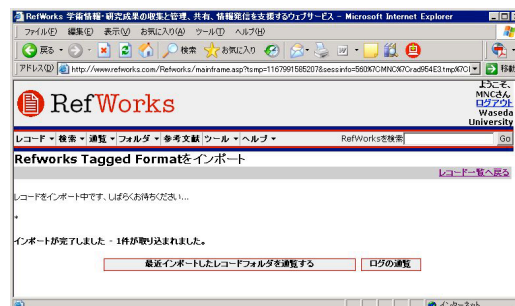 RefWorks 学術情報・研究成果の収集と管理、共有、情報発信を支援するウェブサービス - Microsoft Internet Explorer
ファイル(F) 編集(E) 表示(V) お気に入り(A) ツール(T) ヘルプ(H)
戻る 検索 お気に入り
アドレス(D) http://www.refworks.com/Refworks/mainframe.asp?tsmp=1167991585207&sessinfo=560X7CMNCX7Crad954E3.tmpX7C 移動
RefWorks
ようこそ、
MNCさん
ログアウト
Waseda
University
レコード 検索 通覧 フォルダ 参考文献 ツール ヘルプ RefWorksを検索 Go
Refworks Tagged Formatをインポート
レコード一覧へ戻る
レコードをインポート中です、しばらくお待ちください...
*
インポートが完了しました - 1件が取り込まれました。
最近インポートしたレコードフォルダを通覧する ログの通覧
インターネット